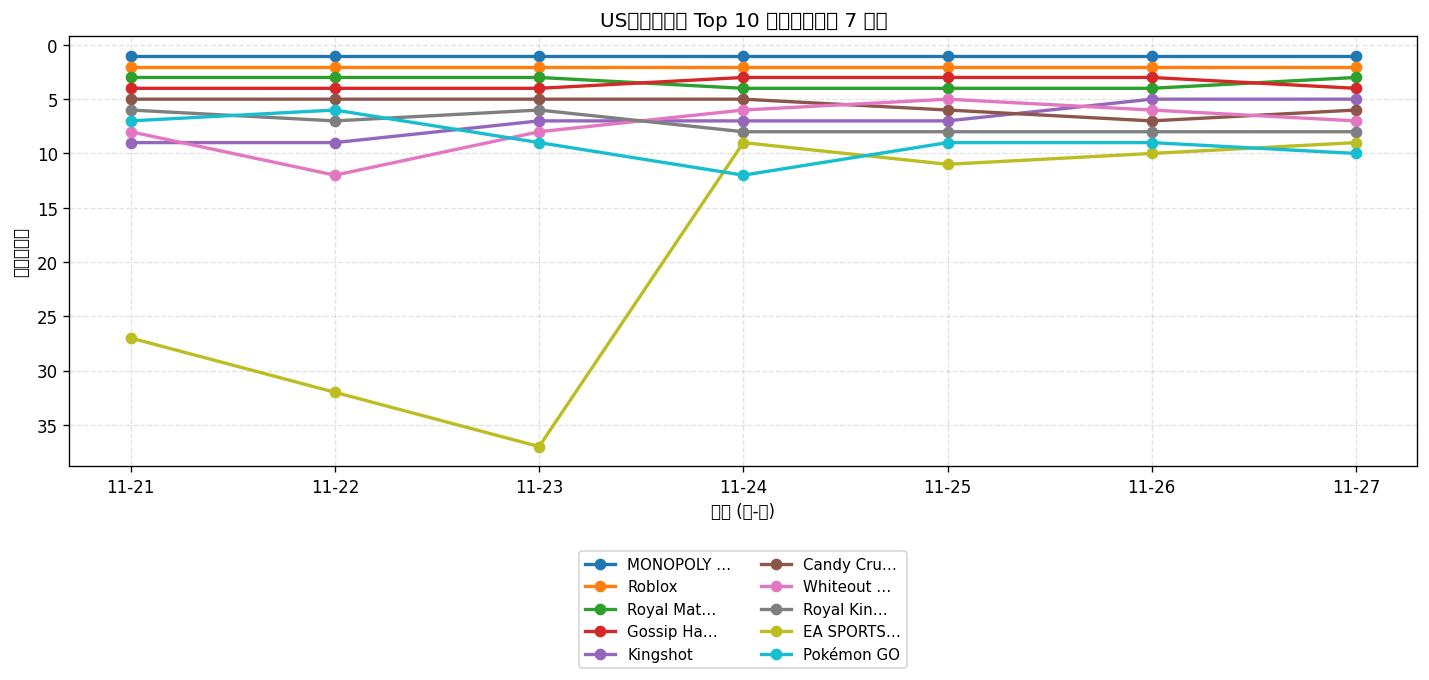 US Top 10 7
0
5
10
15
20
25
30
35
11-21
11-22
11-23
11-24
11-25
11-26
11-27
(-)
MONOPOLY ...
Roblox
Royal Mat...
Gossip Ha...
Kingshot
Candy Cru...
Whiteout ...
Royal Kin...
EA SPORTS...
Pokémon GO